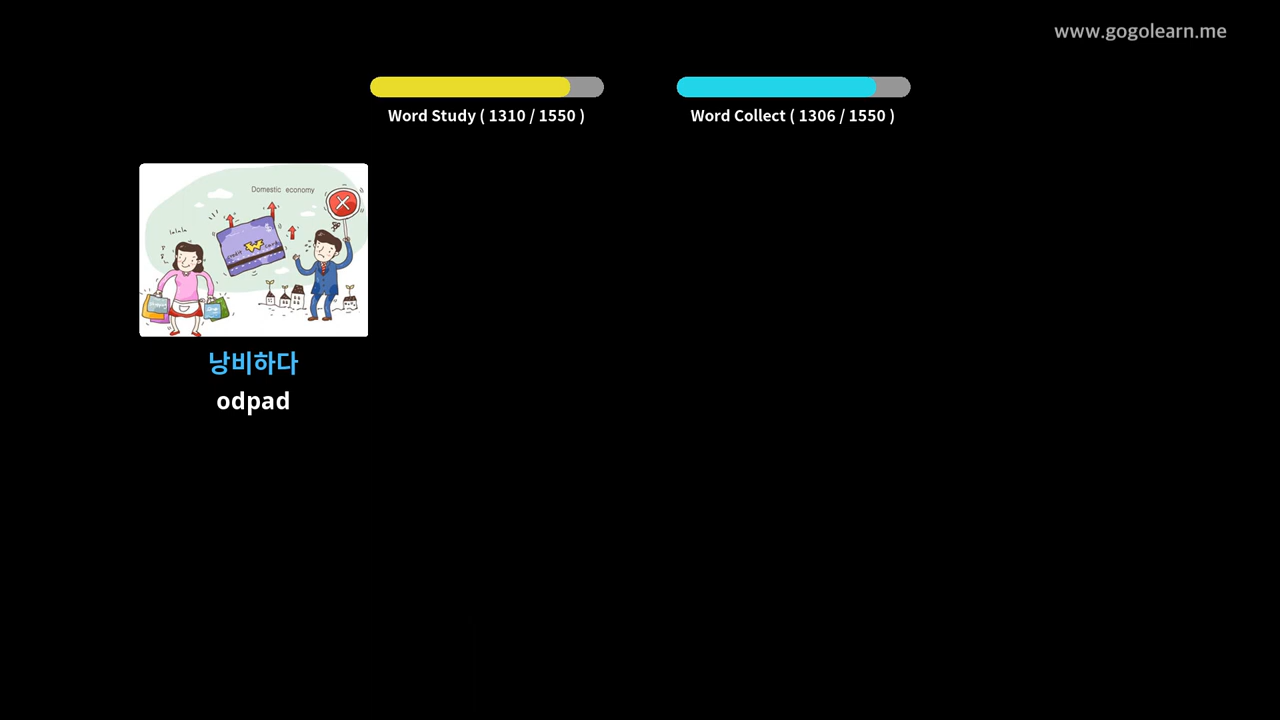 www.gogolearn.me
Word Study ( 1310 / 1550 )
Word Collect ( 1306 / 1550 )
Domestic economy
lalala
낭비하다
odpad